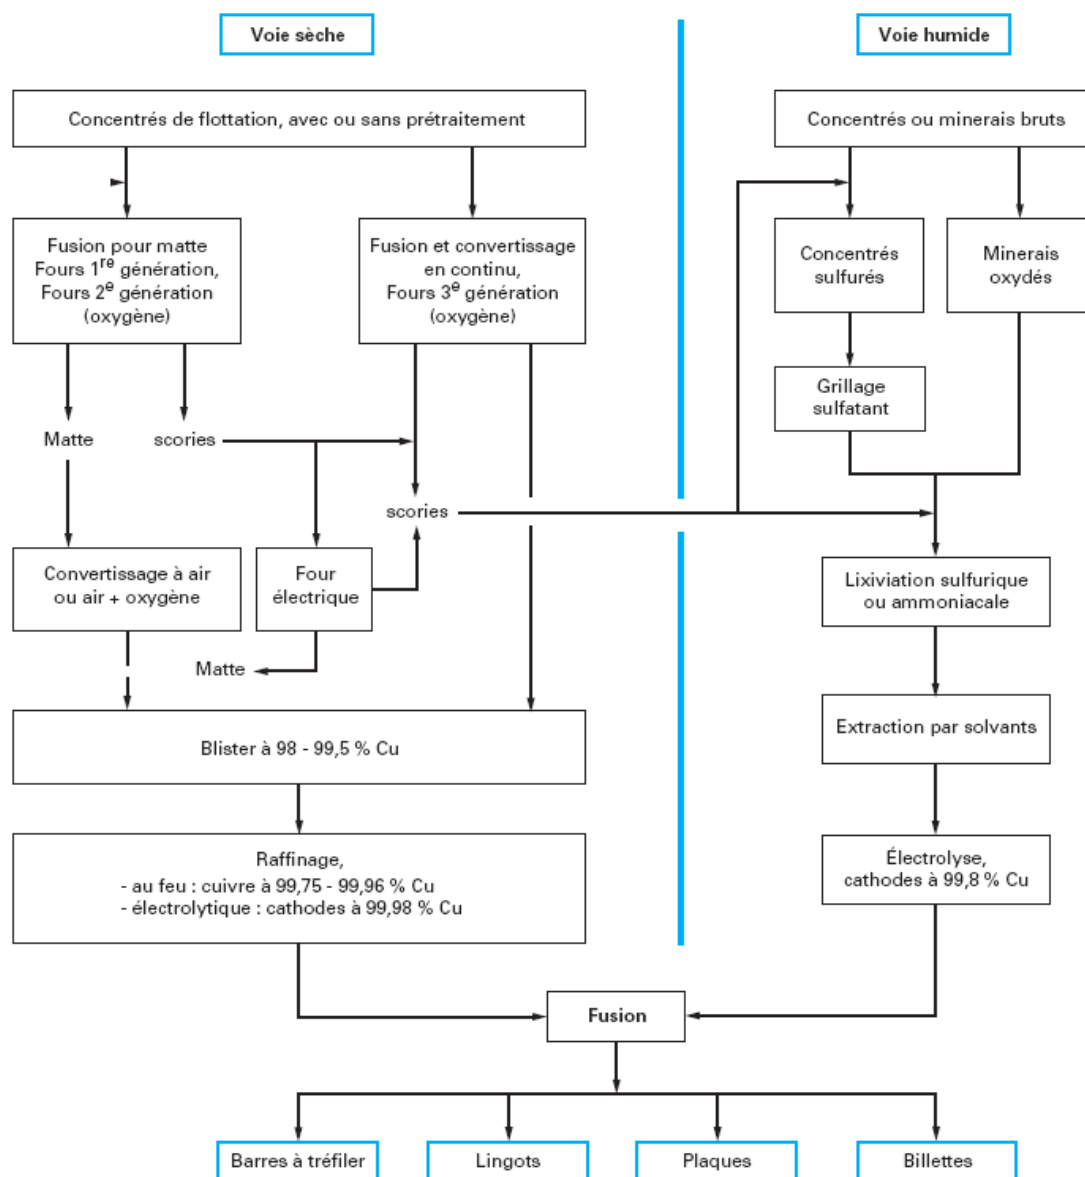 Voie sèche
Voie humide
Concentrés de flottation, avec ou sans prétraitement
Concentrés ou minerais bruts
Fusion pour matte
Fours 1re génération,
Fours 2e génération
(oxygène)
Fusion et convertissage
en continu,
Fours 3e génération
(oxygène)
Concentrés
sulfurés
Minerais
oxydés
Grillage
sulfatant
Matte
scories
scories
Convertissage à air
ou air + oxygène
Four
électrique
Lixiviation sulfurique
ou ammoniacale
Matte
Blister à 98 - 99,5 % Cu
Extraction par solvants
Raffinage,
- au feu : cuivre à 99,75 - 99,96 % Cu
- électrolytique : cathodes à 99,98 % Cu
Électrolyse,
cathodes à 99,8 % Cu
Fusion
Barres à tréfiler
Lingots
Plaques
Billettes